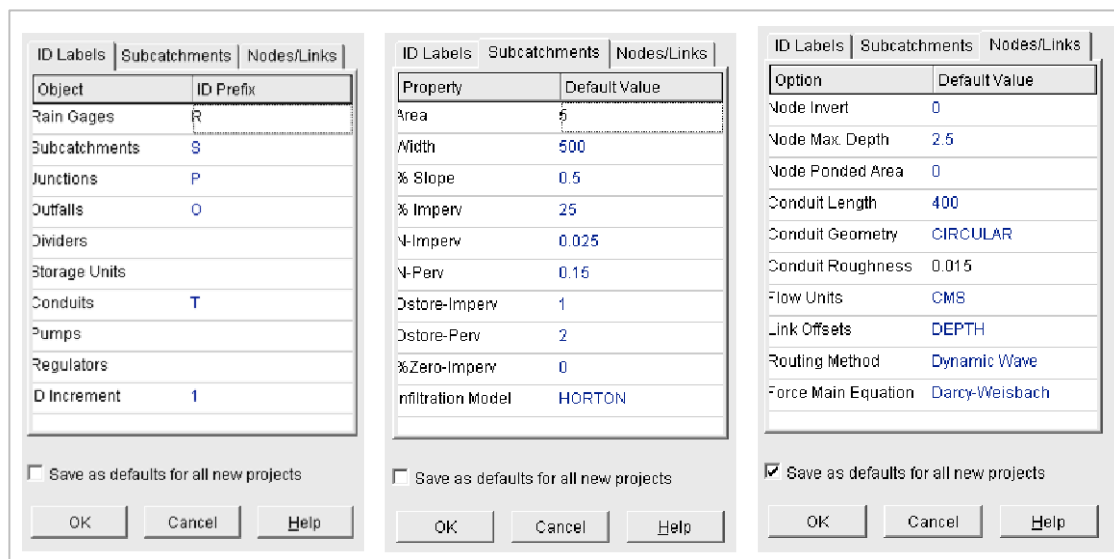 ID Labels Subcatchments Nodes/Links
Object ID Prefix
Rain Gages R
Subcatchments S
Junctions P
Outfalls O
Dividers
Storage Units
Conduits T
Pumps
Regulators
ID Increment 1
Save as defaults for all new projects
OK Cancel Help
ID Labels Subcatchments Nodes/Links
Property Default Value
Area 5
Width 500
% Slope 0.5
% Imperv 25
N-Imperv 0.025
N-Perv 0.15
Dstore-Imperv 1
Dstore-Perv 2
%Zero-Imperv 0
Infiltration Model HORTON
Save as defaults for all new projects
OK Cancel Help
ID Labels Subcatchments Nodes/Links
Option Default Value
Node Invert 0
Node Max. Depth 2.5
Node Ponded Area 0
Conduit Length 400
Conduit Geometry CIRCULAR
Conduit Roughness 0.015
Flow Units CMS
Link Offsets DEPTH
Routing Method Dynamic Wave
Force Main Equation Darcy-Weisbach
Save as defaults for all new projects
OK Cancel Help